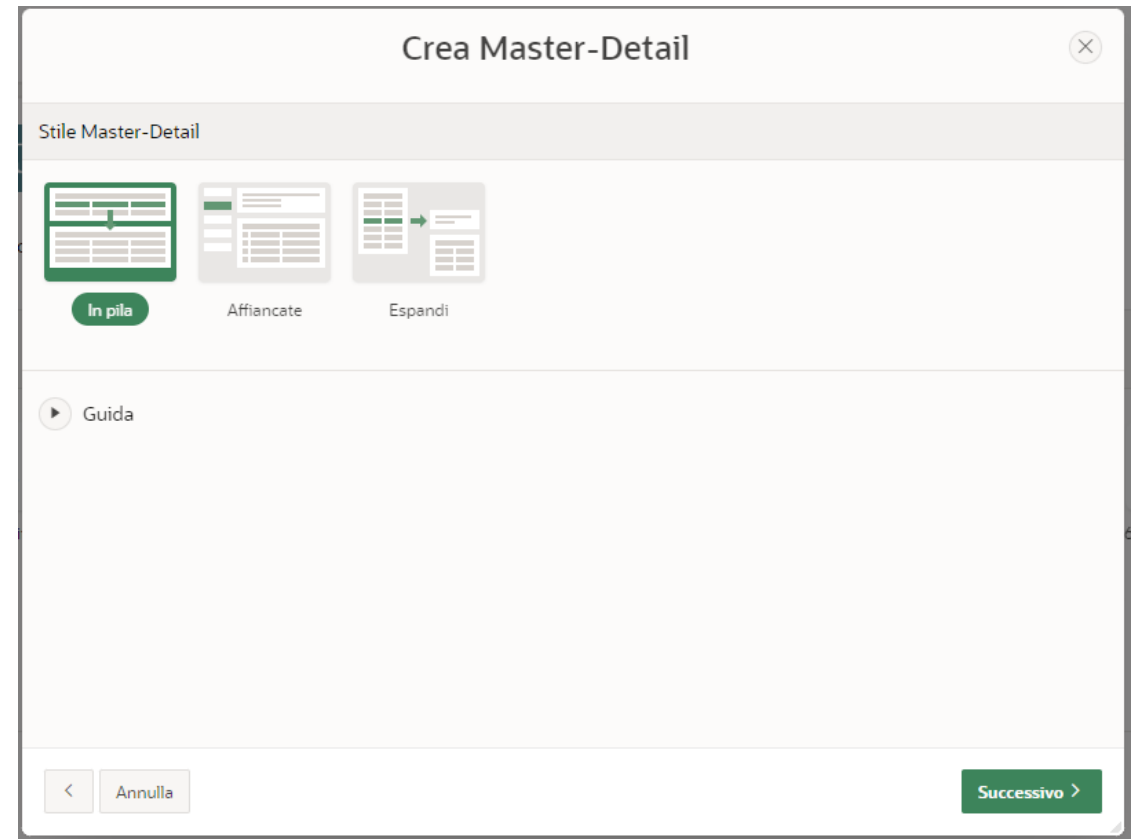 Crea Master-Detail
Stile Master-Detail
In pila
Affiancate
Espandi
Guida
Annulla
Successivo